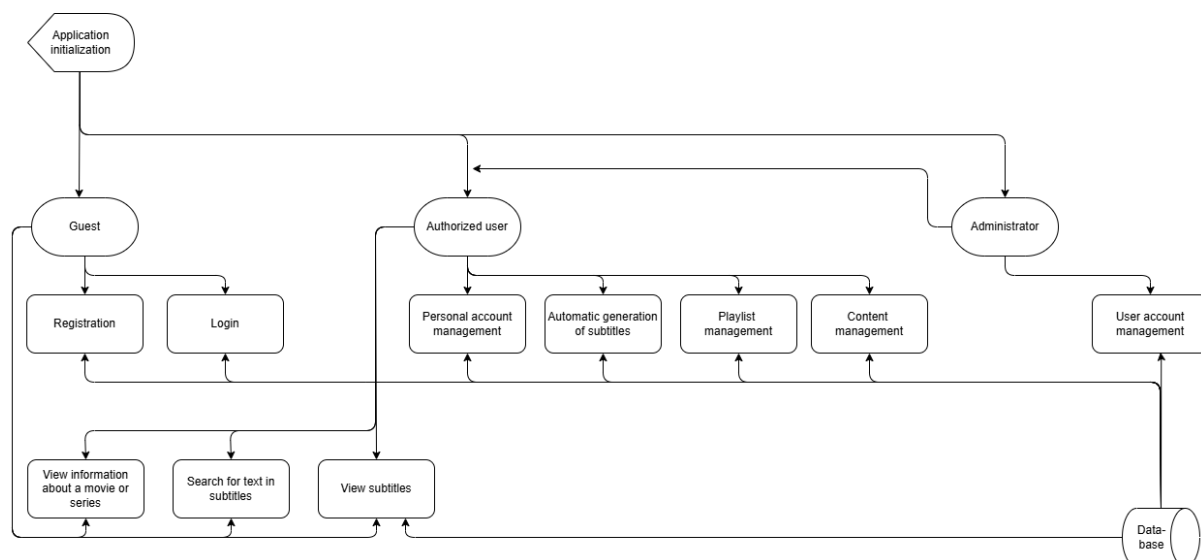 Application
initialization
Guest
Authorized user
Administrator
Registration
Login
Personal account
management
Automatic generation
of subtitles
Playlist
management
Content
management
User account
management
View information
about a movie or
series
Search for text in
subtitles
View subtitles
Data-
base